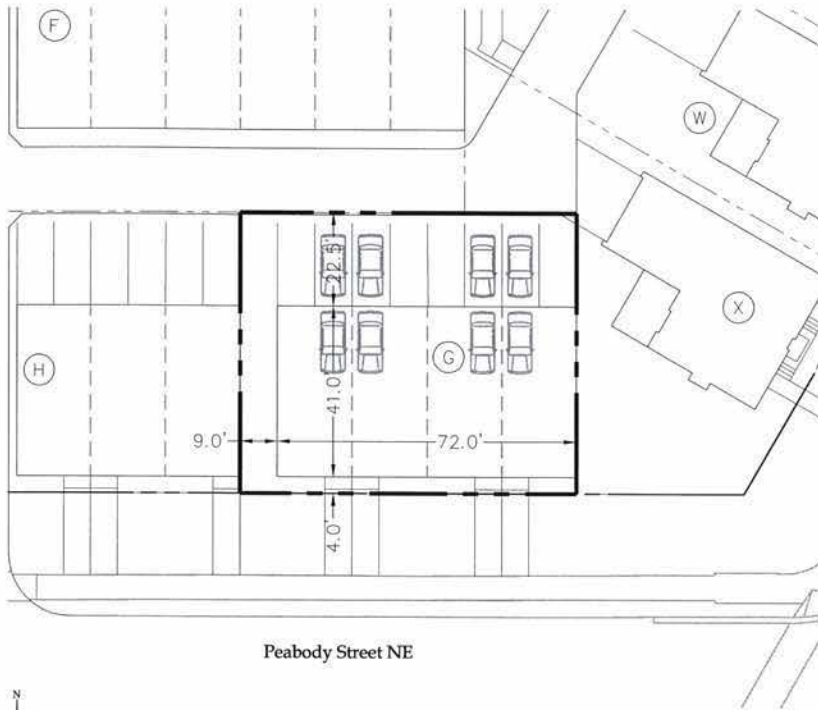 F
W
22.5'
X
G
H
41.0'
9.0'
72.0'
4.0'
Peabody Street NE
N